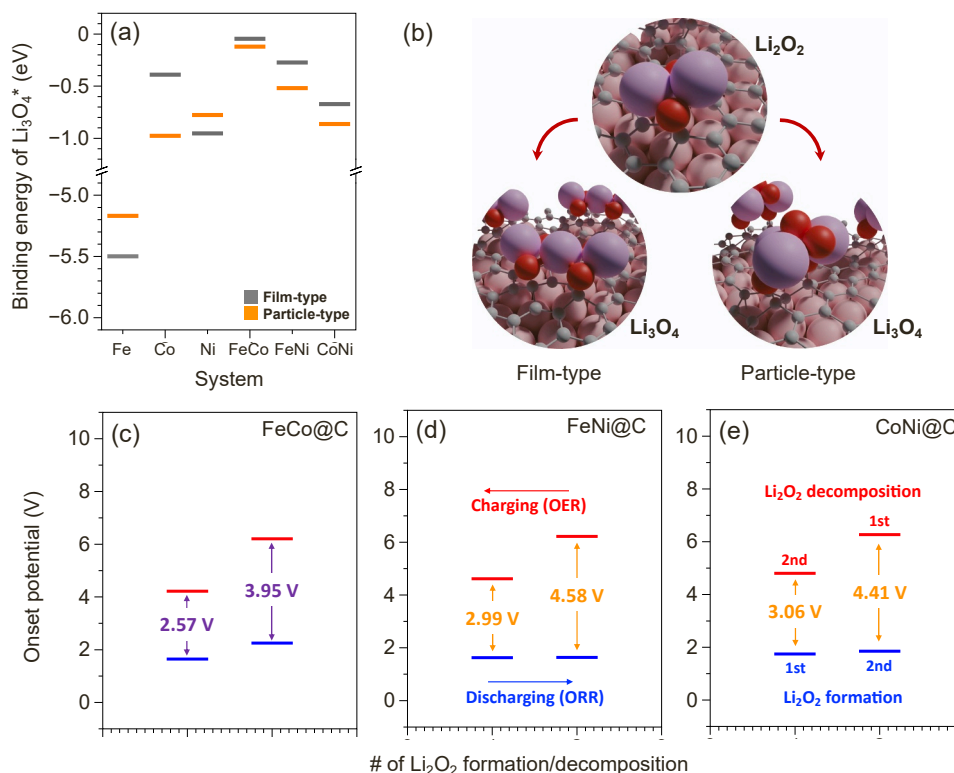 (a)
Binding energy of Li₃O₄* (eV)
0
−0.5
−1.0
−5.0
−5.5
−6.0
Film-type
Particle-type
Fe Co Ni FeCo FeNi CoNi
System
(b)
Li₂O₂
Li₃O₄
Li₃O₄
Film-type
Particle-type
Onset potential (V)
(c)
FeCo@C
10
8
6
4
2
0
2.57 V
3.95 V
(d)
FeNi@C
10
8
6
4
2
0
Charging (OER)
2.99 V
4.58 V
Discharging (ORR)
(e)
CoNi@C
10
8
6
4
2
0
Li₂O₂ decomposition
1st
2nd
3.06 V
4.41 V
1st
2nd
Li₂O₂ formation
# of Li₂O₂ formation/decomposition